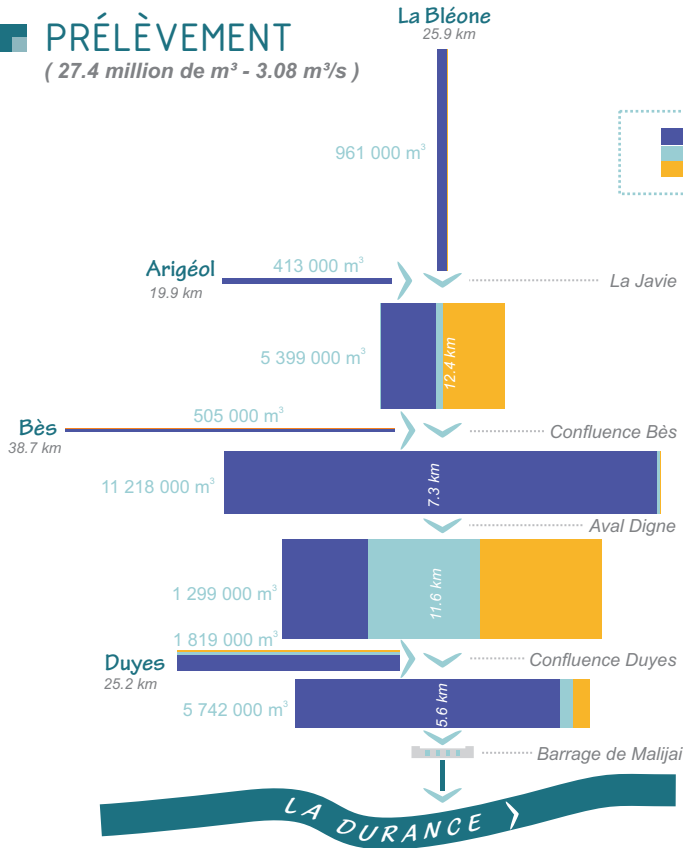 PRÉLÈVEMENT
( 27.4 million de m³ - 3.08 m³/s )
La Bléone
25.9 km
961 000 m³
Arigéol
19.9 km
413 000 m³
La Javie
5 399 000 m³
12.4 km
Bès
38.7 km
505 000 m³
Confluence Bès
11 218 000 m³
7.3 km
Aval Digne
1 299 000 m³
11.6 km
1 819 000 m³
Duyes
25.2 km
Confluence Duyes
5 742 000 m³
5.6 km
Barrage de Malijai
LA DURANCE